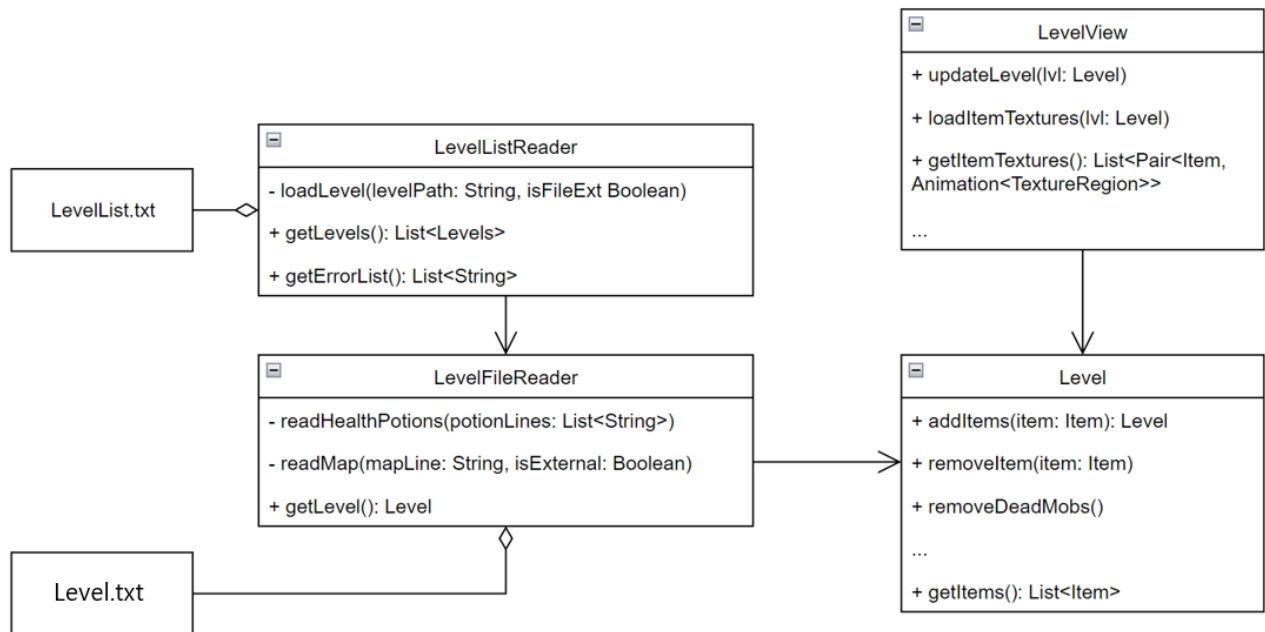 LevelView
+ updateLevel(lvl: Level)
+ loadItemTextures(lvl: Level)
+ getItemTextures(): List<Pair<Item,
Animation<TextureRegion>>
...
LevelListReader
- loadLevel(levelPath: String, isFileExt Boolean)
+ getLevels(): List<Levels>
+ getErrorList(): List<String>
LevelList.txt
LevelFileReader
- readHealthPotions(potionLines: List<String>)
- readMap(mapLine: String, isExternal: Boolean)
+ getLevel(): Level
Level
+ addItems(item: Item): Level
+ removeItem(item: Item)
+ removeDeadMobs()
...
+ getItems(): List<Item>
Level.txt